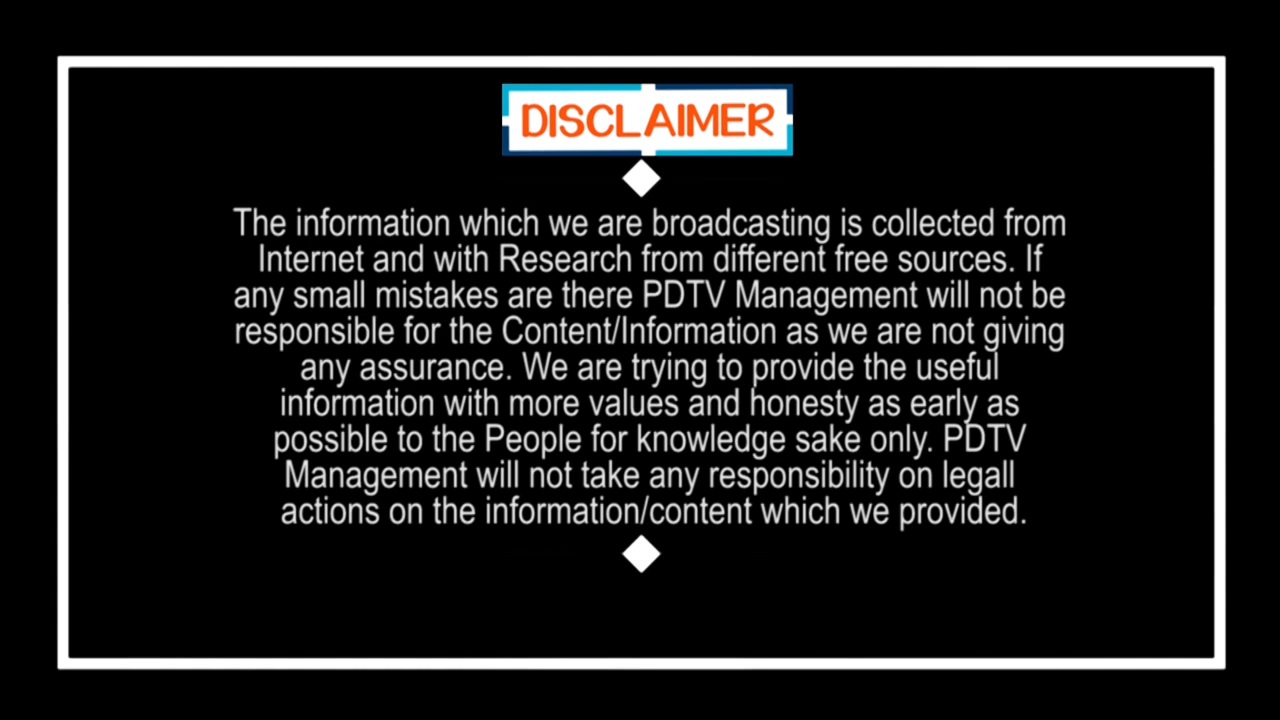 DISCLAIMER
The information which we are broadcasting is collected from
Internet and with Research from different free sources. If
any small mistakes are there PDTV Management will not be
responsible for the Content/Information as we are not giving
any assurance. We are trying to provide the useful
information with more values and honesty as early as
possible to the People for knowledge sake only. PDTV
Management will not take any responsibility on legall
actions on the information/content which we provided.